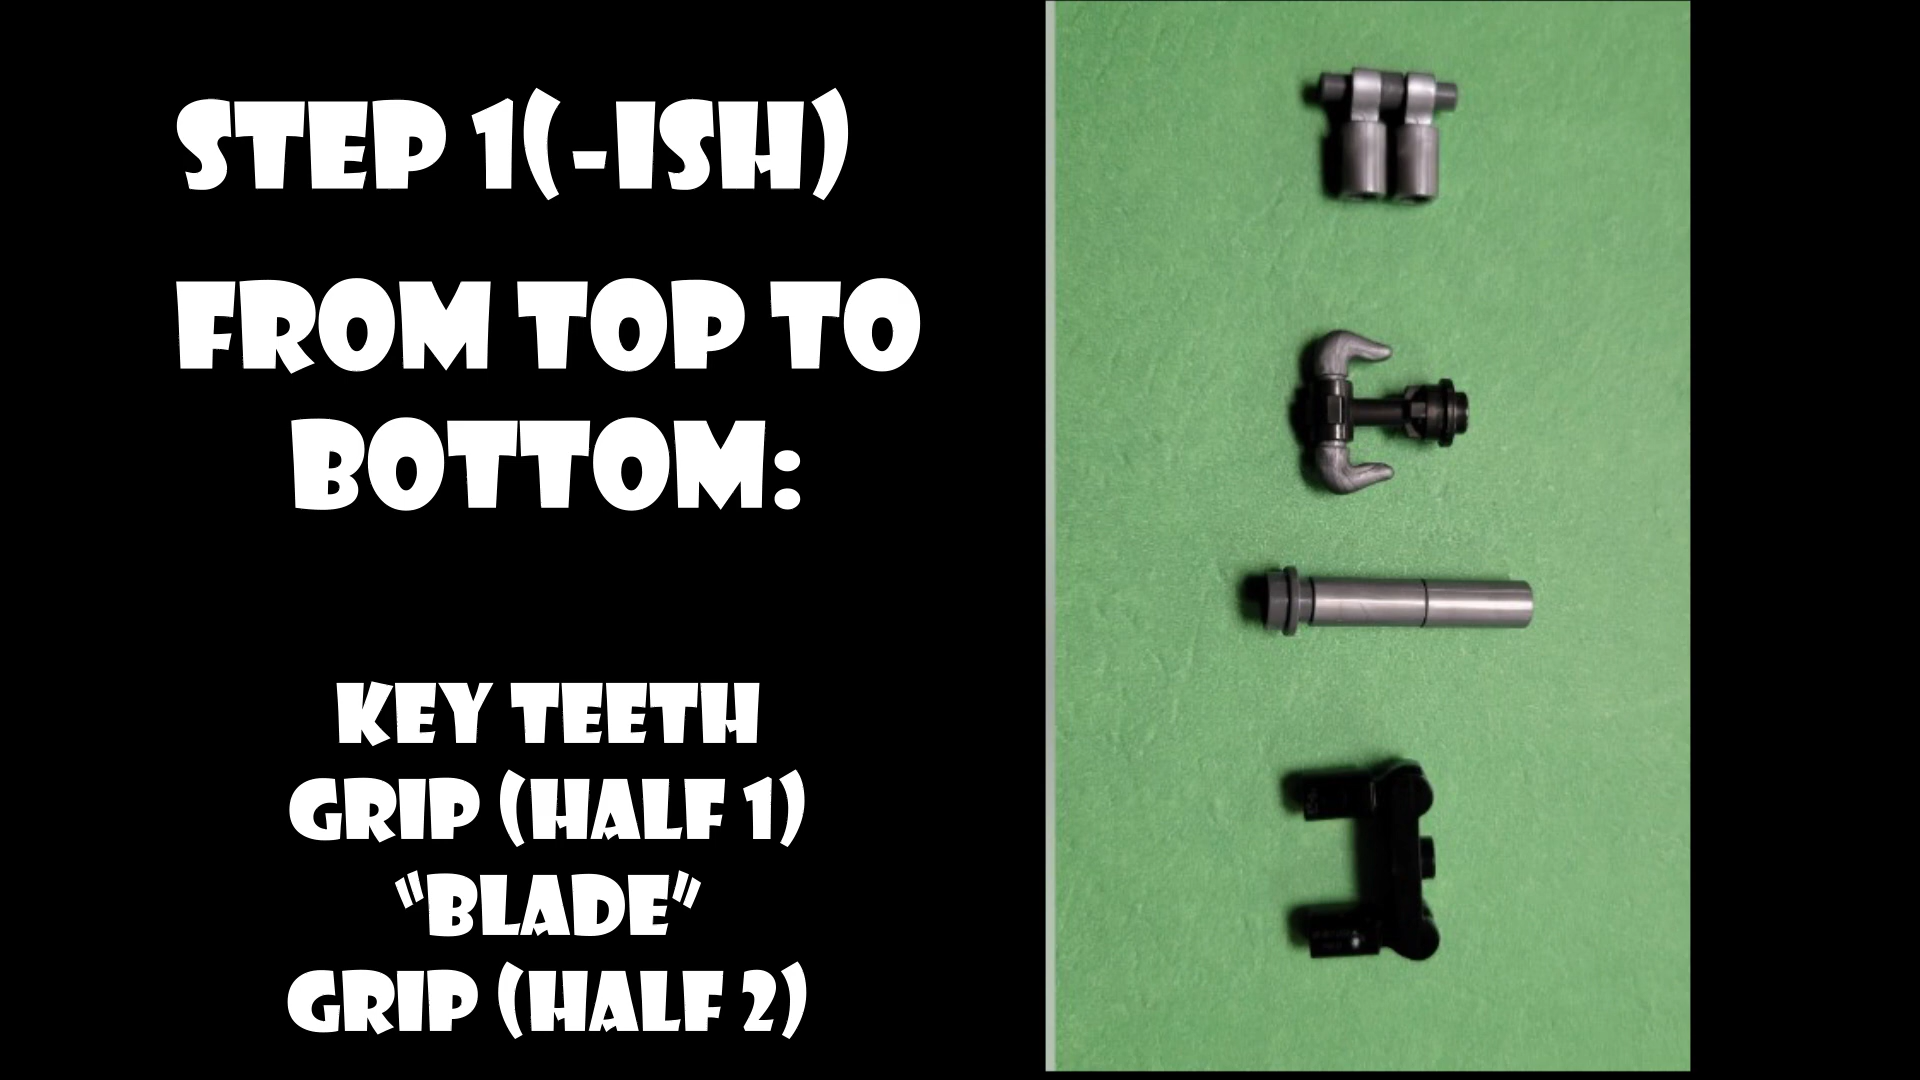 STEP 1(-ISH)
FROM TOP TO
BOTTOM:
KEY TEETH
GRIP (HALF 1)
"BLADE"
GRIP (HALF 2)